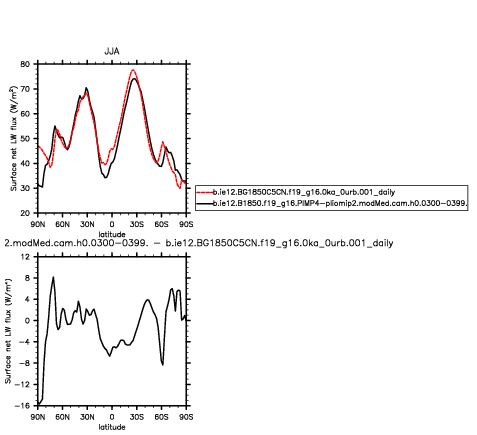 JJA
80
70
60
50
40
30
20
Surface net LW flux (W/m²)
90N 60N 30N 0 30S 60S 90S
latitude
b.ie12.BG1850C5CN.f19_g16.0ka_0urb.001_daily
b.ie12.B1850.f19_g16.PIMP4-pliomip2.modMed.cam.h0.0300-0399.
2.modMed.cam.h0.0300-0399. - b.ie12.BG1850C5CN.f19_g16.0ka_0urb.001_daily
12
8
4
0
-4
-8
-12
-16
Surface net LW flux (W/m²)
90N 60N 30N 0 30S 60S 90S
latitude